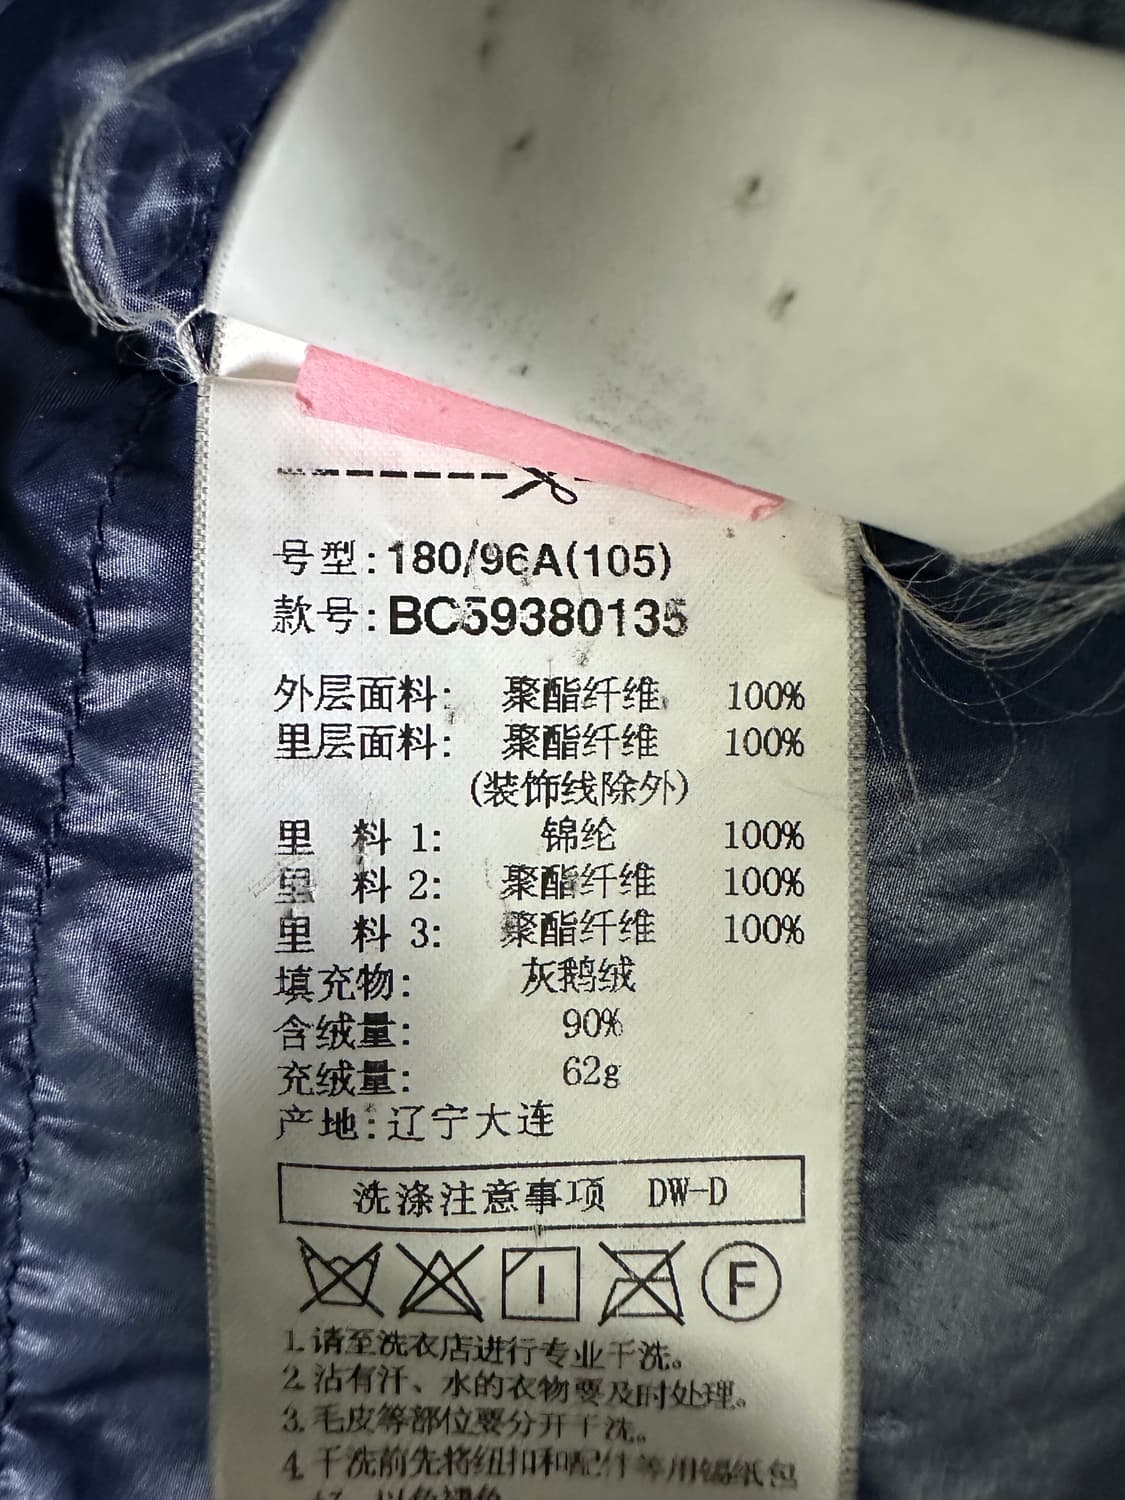 号型:180/96A(105)
款号:BC59380135
外层面料: 聚酯纤维 100%
里层面料: 聚酯纤维 100%
(装饰线除外)
里 料 1: 锦纶 100%
里 料 2: 聚酯纤维 100%
里 料 3: 聚酯纤维 100%
填充物: 灰鹅绒
含绒量: 90%
充绒量: 62g
产地:辽宁大连
洗涤注意事项 DW-D
F
1.请至洗衣店进行专业干洗。
2.沾有汗、水的衣物要及时处理。
3.毛皮等部位要分开干洗。
4.干洗前先将纽扣和配件等用锡纸包